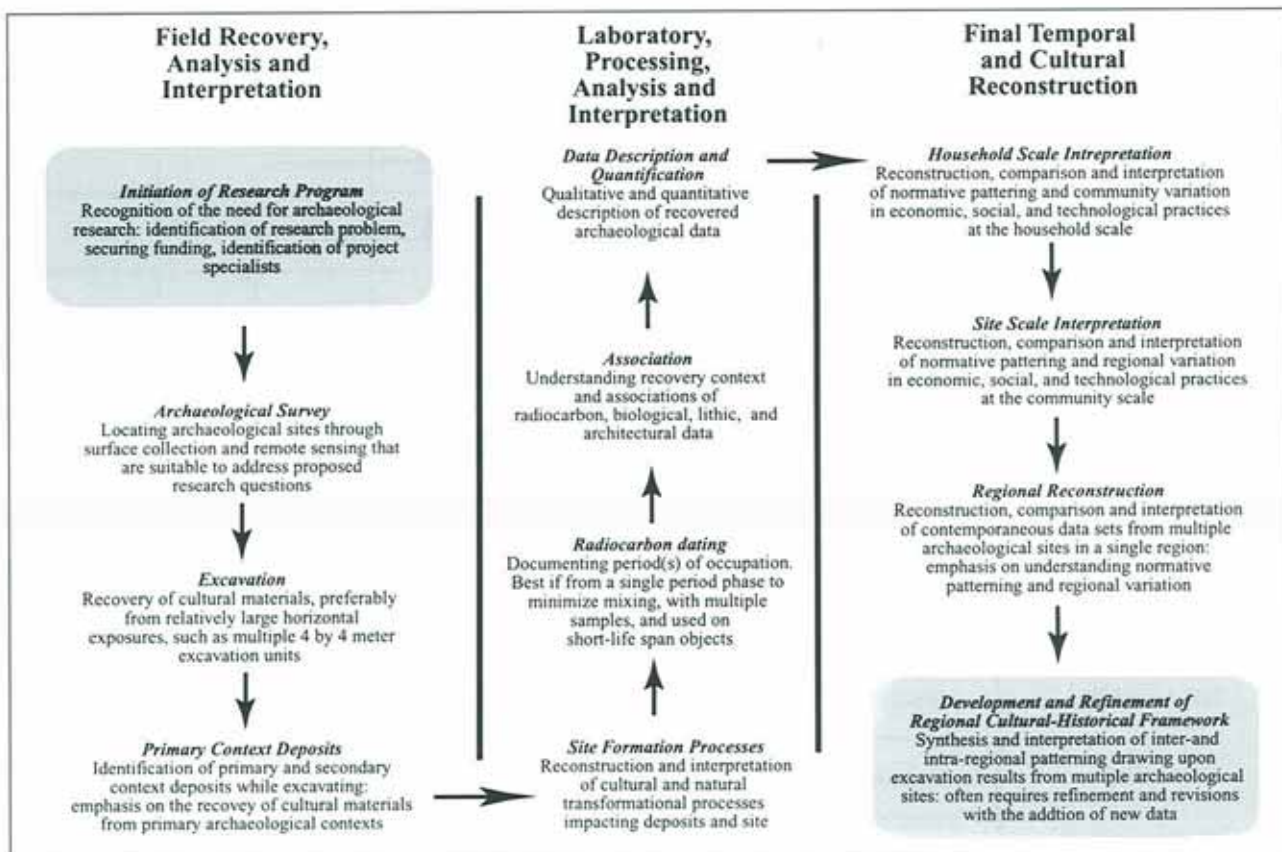 Field Recovery,
Analysis and
Interpretation
Initiation of Research Program
Recognition of the need for archaeological
research: identification of research problem,
securing funding, identification of project
specialists
Archaeological Survey
Locating archaeological sites through
surface collection and remote sensing that
are suitable to address proposed
research questions
Excavation
Recovery of cultural materials, preferably
from relatively large horizontal
exposures, such as multiple 4 by 4 meter
excavation units
Primary Context Deposits
Identification of primary and secondary
context deposits while excavating:
emphasis on the recovey of cultural materials
from primary archaeological contexts
Laboratory,
Processing,
Analysis and
Interpretation
Data Description and
Quantification
Qualitative and quantitative
description of recovered
archaeological data
Association
Understanding recovery context
and associations of
radiocarbon, biological, lithic, and
architectural data
Radiocarbon dating
Documenting period(s) of occupation.
Best if from a single period phase to
minimize mixing, with multiple
samples, and used on
short-life span objects
Site Formation Processes
Reconstruction and interpretation
of cultural and natural
transformational processes
impacting deposits and site
Final Temporal
and Cultural
Reconstruction
Household Scale Intrepretation
Reconstruction, comparison and interpretation
of normative pattering and community variation
in economic, social, and technological practices
at the household scale
Site Scale Interpretation
Reconstruction, comparison and interpretation
of normative pattering and regional variation
in economic, social, and technological practices
at the community scale
Regional Reconstruction
Reconstruction, comparison and interpretation
of contemporaneous data sets from multiple
archaeological sites in a single region:
emphasis on understanding normative
patterning and regional variation
Development and Refinement of
Regional Cultural-Historical Framework
Synthesis and interpretation of inter-and
intra-regional patterning drawing upon
excavation results from mutiple archaeological
sites: often requires refinement and revisions
with the addtion of new data